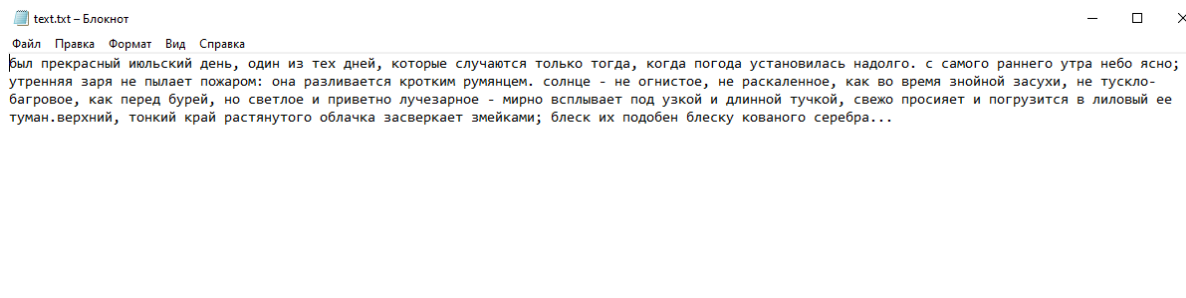 text.txt – Блокнот
Файл Правка Формат Вид Справка
был прекрасный июльский день, один из тех дней, которые случаются только тогда, когда погода установилась надолго. с самого раннего утра небо ясно;
утренняя заря не пылает пожаром: она разливается кротким румянцем. солнце - не огнистое, не раскаленное, как во время знойной засухи, не тускло-
багровое, как перед бурей, но светлое и приветно лучезарное - мирно всплывает под узкой и длинной тучкой, свежо просияет и погрузится в лиловый ее
туман.верхний, тонкий край растянутого облачка засверкает змейками; блеск их подобен блеску кованого серебра...